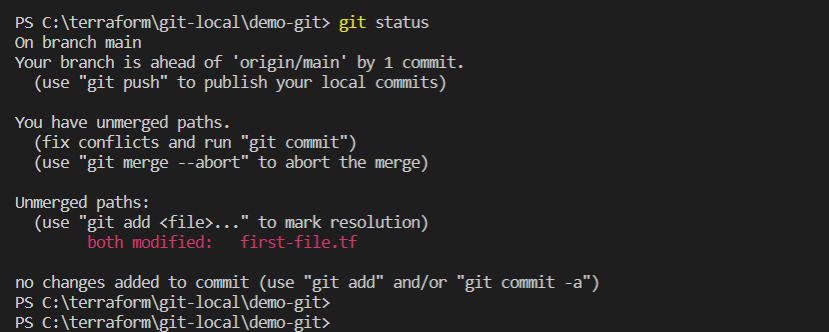 PS C:\terraform\git-local\demo-git> git status
On branch main
Your branch is ahead of 'origin/main' by 1 commit.
  (use "git push" to publish your local commits)

You have unmerged paths.
  (fix conflicts and run "git commit")
  (use "git merge --abort" to abort the merge)

Unmerged paths:
  (use "git add <file>..." to mark resolution)
        both modified:   first-file.tf

no changes added to commit (use "git add" and/or "git commit -a")
PS C:\terraform\git-local\demo-git>
PS C:\terraform\git-local\demo-git>